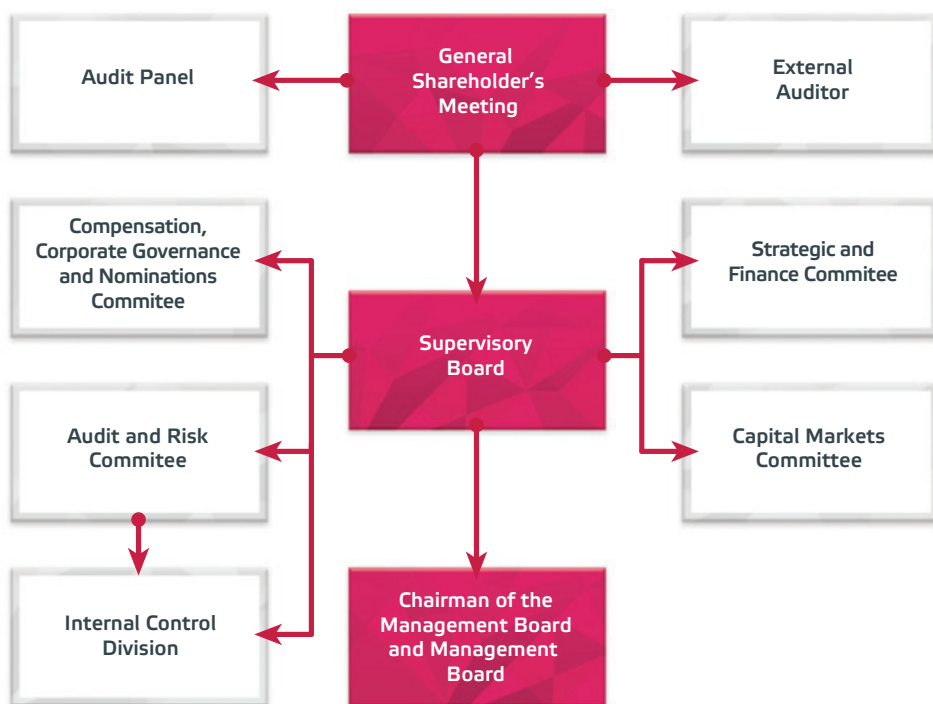 Audit Panel
General
Shareholder's
Meeting
External
Auditor
Compensation,
Corporate Governance
and Nominations
Commitee
Strategic and
Finance Commitee
Supervisory
Board
Audit and Risk
Commitee
Capital Markets
Committee
Internal Control
Division
Chairman of the
Management Board
and Management
Board